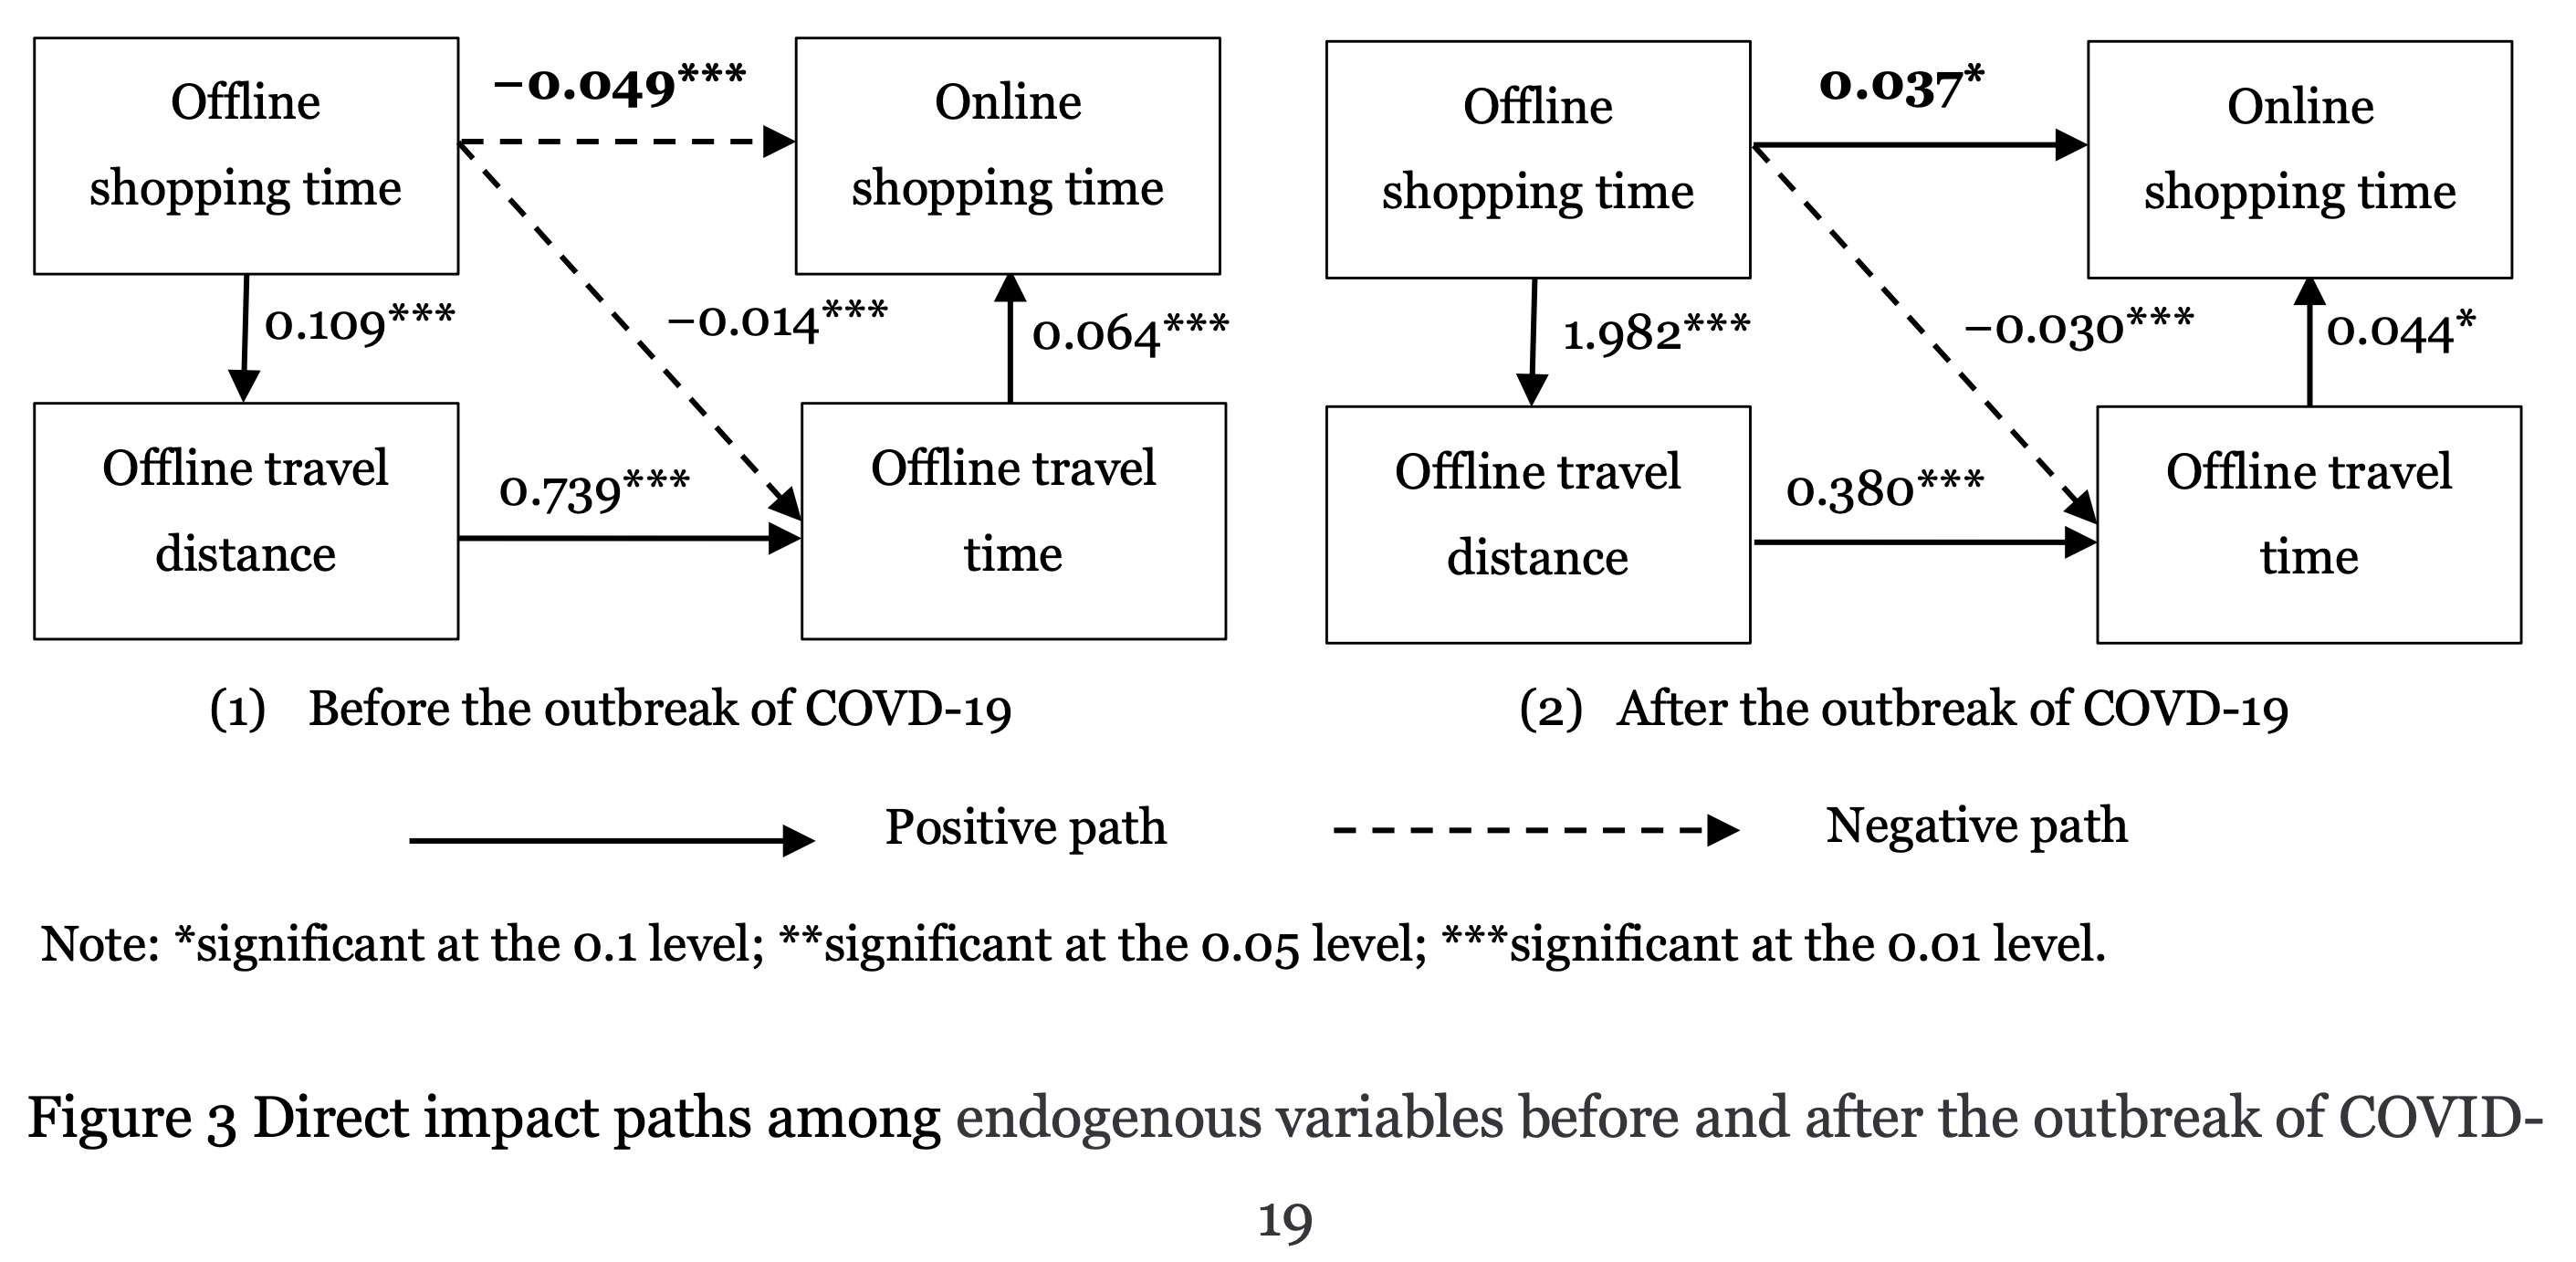 Offline
shopping time
−0.049***
Online
shopping time
0.109***
−0.014***
0.064***
Offline travel
distance
0.739***
Offline travel
time
(1) Before the outbreak of COVD-19
Offline
shopping time
0.037*
Online
shopping time
1.982***
−0.030***
0.044*
Offline travel
distance
0.380***
Offline travel
time
(2) After the outbreak of COVD-19
Positive path
Negative path
Note: *significant at the 0.1 level; **significant at the 0.05 level; ***significant at the 0.01 level.
Figure 3 Direct impact paths among endogenous variables before and after the outbreak of COVID-
19